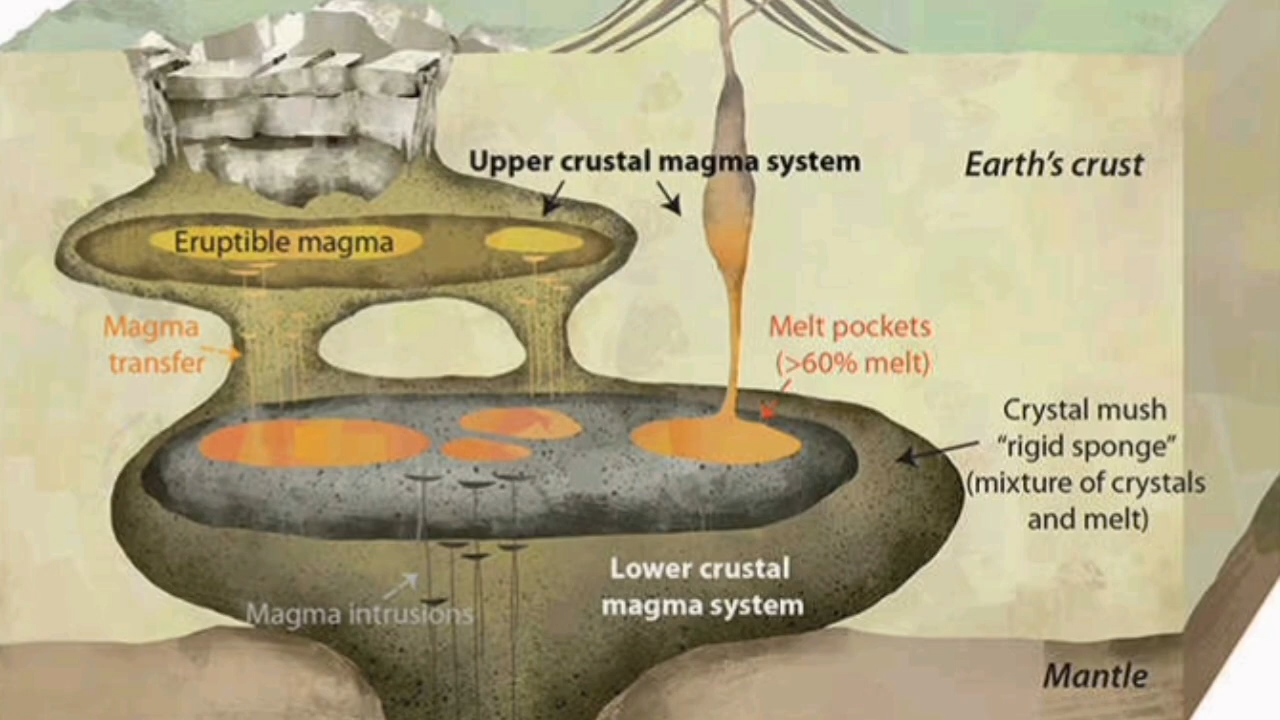 Upper crustal magma system
Earth's crust
Eruptible magma
Magma
transfer
Melt pockets
(>60% melt)
Crystal mush
“rigid sponge”
(mixture of crystals
and melt)
Lower crustal
magma system
Magma intrusions
Mantle